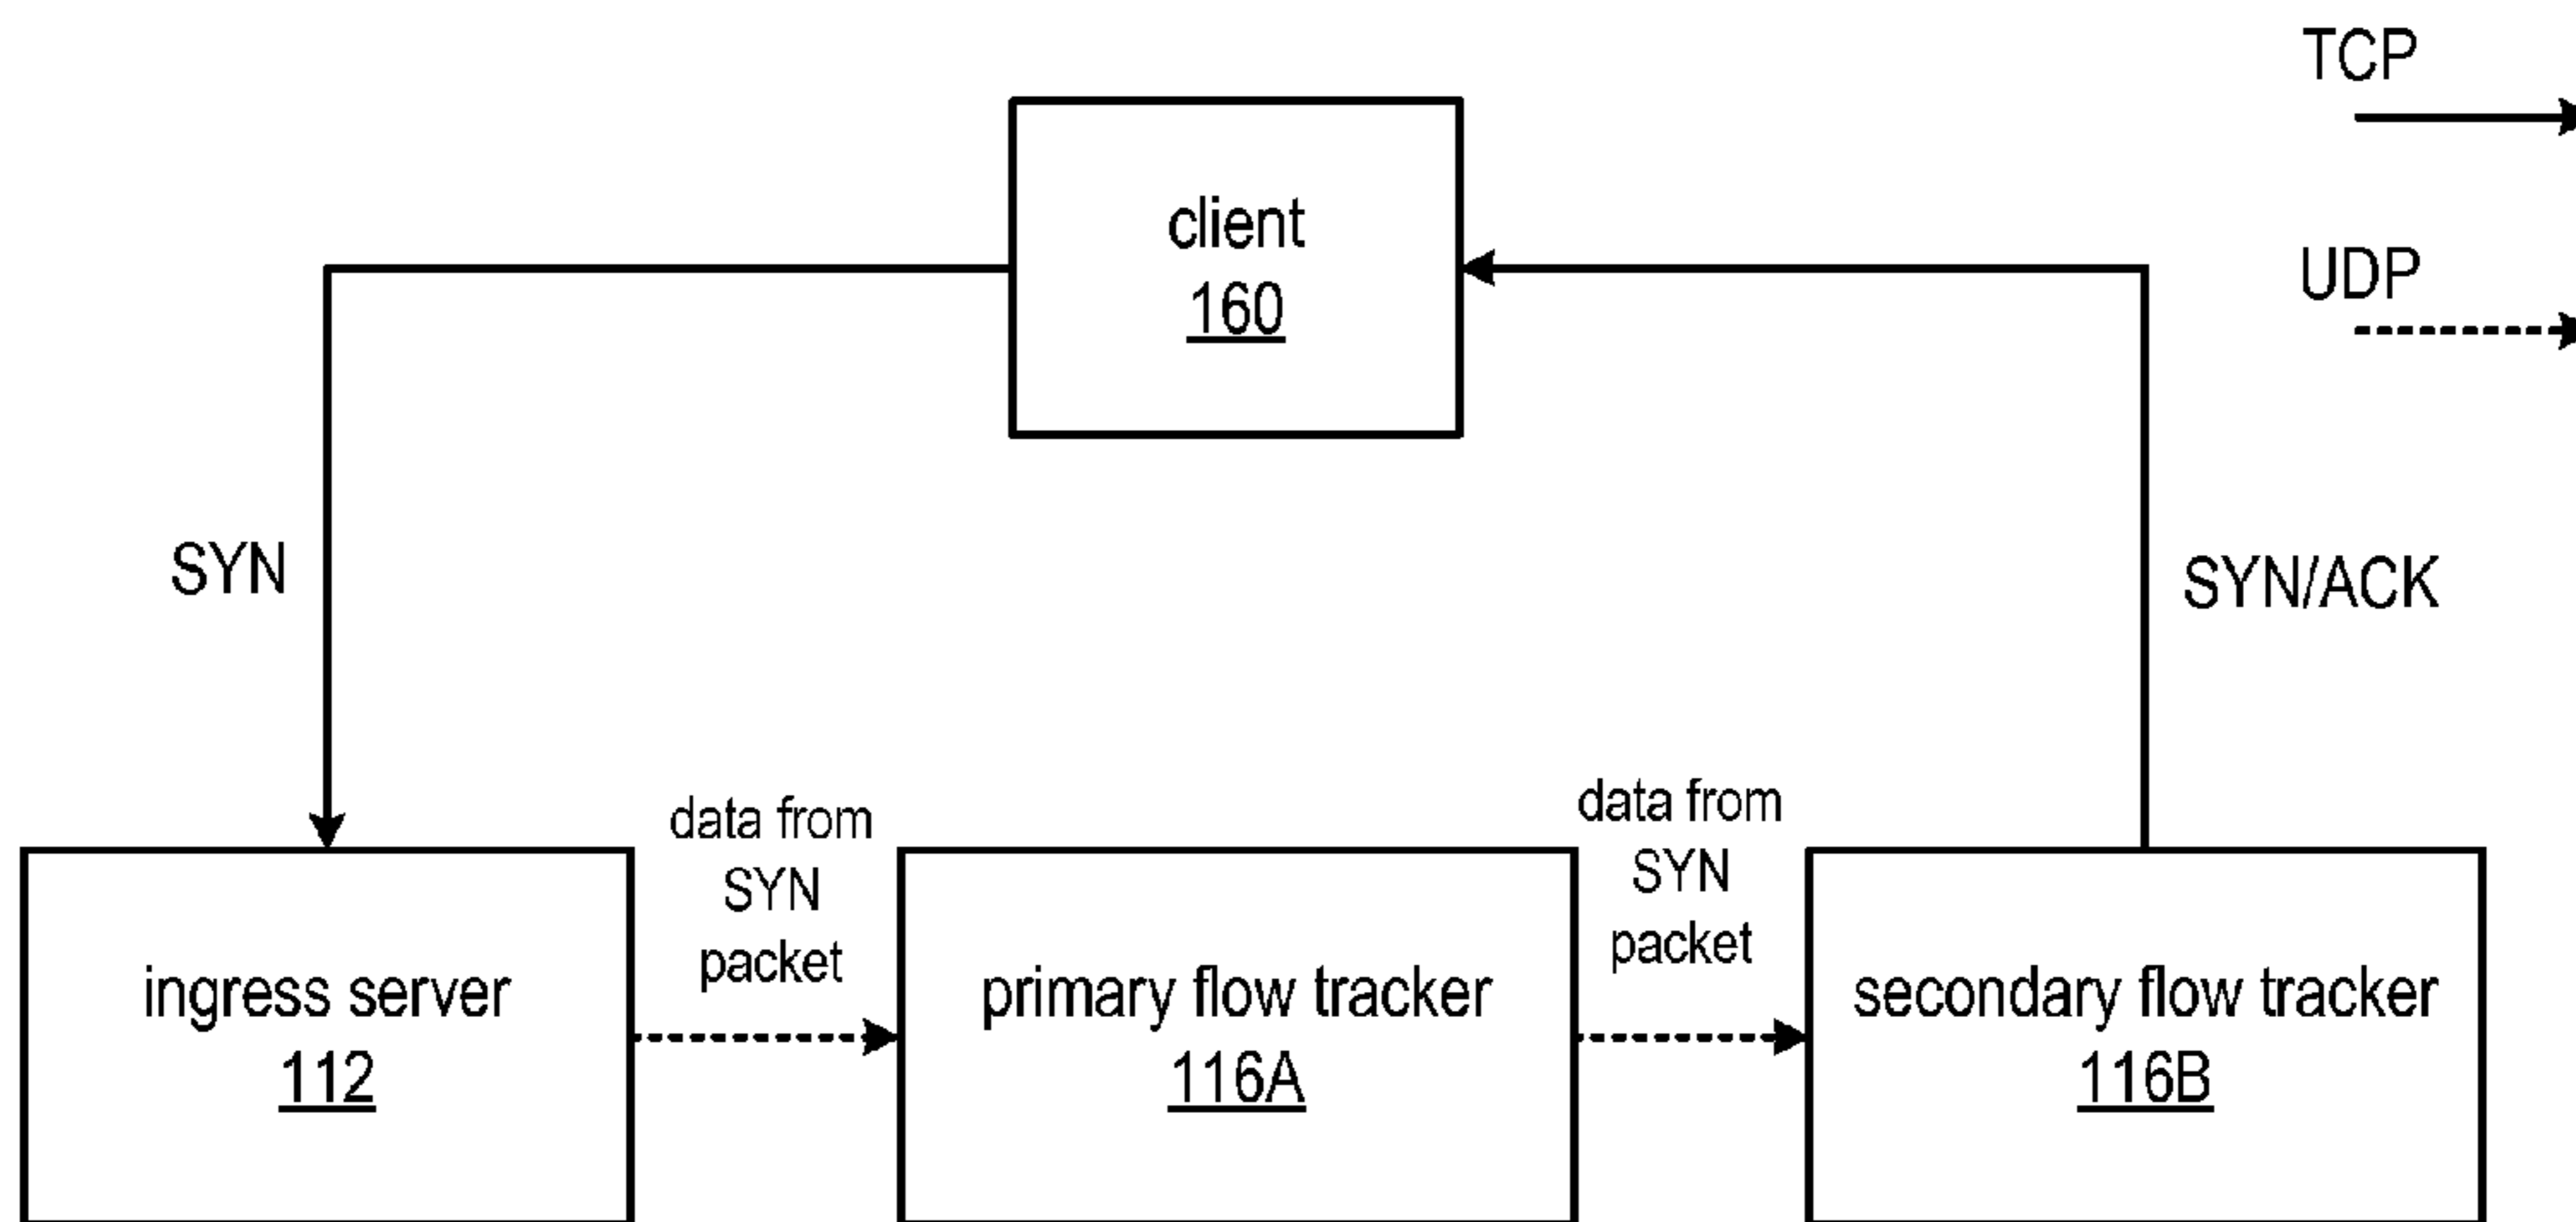 TCP
UDP
client
160
SYN
SYN/ACK
data from
SYN
packet
data from
SYN
packet
ingress server
112
primary flow tracker
116A
secondary flow tracker
116B